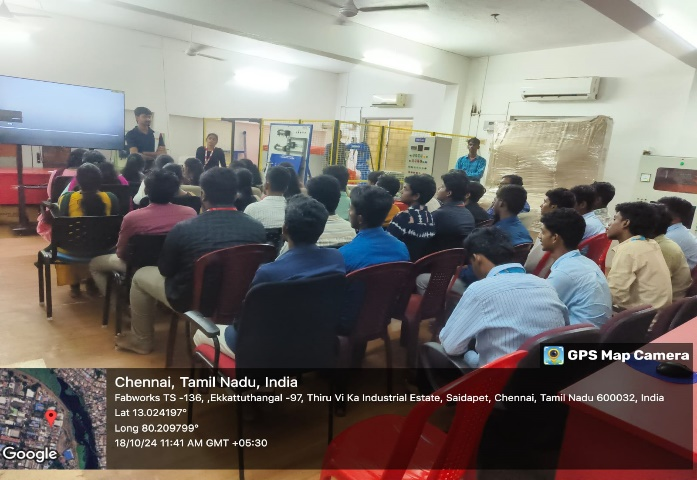 GPS Map Camera
Chennai, Tamil Nadu, India
Fabworks TS -136, ,Ekkattuthangal -97, Thiru Vi Ka Industrial Estate, Saidapet, Chennai, Tamil Nadu 600032, India
Lat 13.024197°
Long 80.209799°
18/10/24 11:41 AM GMT +05:30
Google